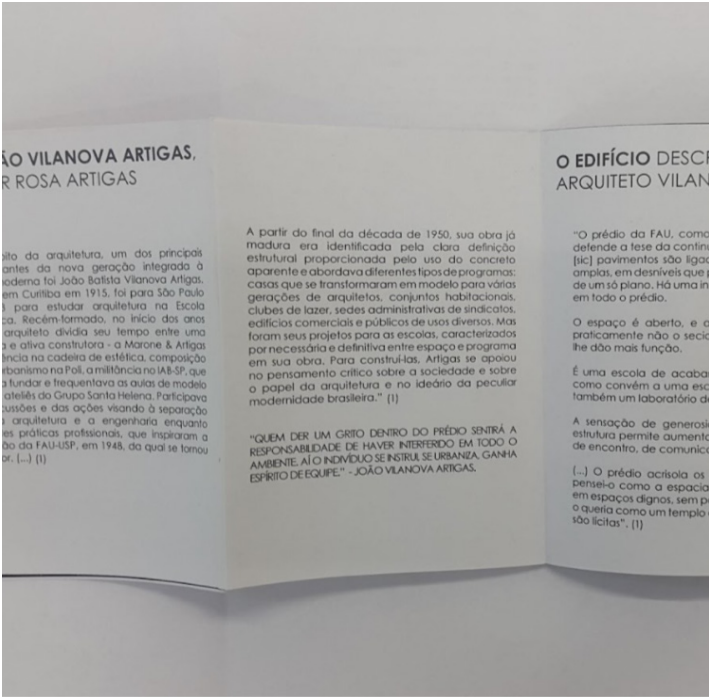 ÃO VILANOVA ARTIGAS,
R ROSA ARTIGAS
bito da arquitetura, um dos principais
antes da nova geração integrada à
oderna foi João Batista Vilanova Artigas.
em Curitiba em 1915, foi para São Paulo
3 para estudar arquitetura na Escola
ca. Recém-formado, no início dos anos
arquiteto dividia seu tempo entre uma
a e ativa construtora - a Marone & Artigas
ência na cadeira de estética, composição
rbanismo na Poli, a militância no IAB-SP, que
a fundar e frequentava as aulas de modelo
ateliês do Grupo Santa Helena. Participava
cussões e das ações visando à separação
a arquitetura e a engenharia enquanto
es práticas profissionais, que inspiraram a
ão da FAU-USP, em 1948, da qual se tornou
or. (...) (1)
A partir do final da década de 1950, sua obra já
madura era identificada pela clara definição
estrutural proporcionada pelo uso do concreto
aparente e abordava diferentes tipos de programas:
casas que se transformaram em modelo para várias
gerações de arquitetos, conjuntos habitacionais,
clubes de lazer, sedes administrativas de sindicatos,
edifícios comerciais e públicos de usos diversos. Mas
foram seus projetos para as escolas, caracterizados
por necessária e definitiva entre espaço e programa
em sua obra. Para construí-las, Artigas se apoiou
no pensamento crítico sobre a sociedade e sobre
o papel da arquitetura e no ideário da peculiar
modernidade brasileira." (1)
"QUEM DER UM GRITO DENTRO DO PRÉDIO SENTIRÁ A
RESPONSABILIDADE DE HAVER INTERFERIDO EM TODO O
AMBIENTE. AÍ O INDIVÍDUO SE INSTRUI, SE URBANIZA, GANHA
ESPÍRITO DE EQUIPE." - JOÃO VILANOVA ARTIGAS.
O EDIFÍCIO DESCR
ARQUITETO VILAN
"O prédio da FAU, como
defende a tese da contin
[sic] pavimentos são ligad
amplas, em desníveis que p
de um só plano. Há uma in
em todo o prédio.
O espaço é aberto, e a
praticamente não o secio
lhe dão mais função.
É uma escola de acabar
como convém a uma esc
também um laboratório de
A sensação de generosi
estrutura permite aumento
de encontro, de comunic
(...) O prédio acrisola os
pensei-o como a espacia
em espaços dignos, sem p
o queria como um templo
são lícitas". (1)